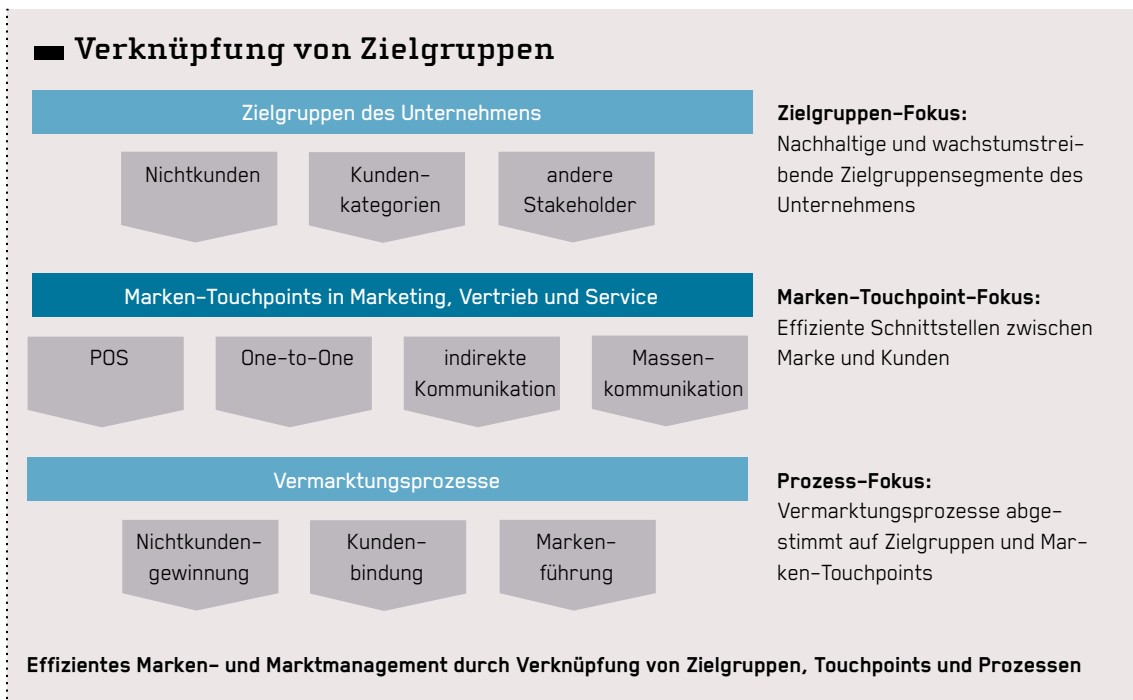 Verknüpfung von Zielgruppen
Zielgruppen des Unternehmens
Nichtkunden
Kunden-
kategorien
andere
Stakeholder
Zielgruppen-Fokus:
Nachhaltige und wachstumstrei-
bende Zielgruppensegmente des
Unternehmens
Marken-Touchpoints in Marketing, Vertrieb und Service
POS
One-to-One
indirekte
Kommunikation
Massen-
kommunikation
Marken-Touchpoint-Fokus:
Effiziente Schnittstellen zwischen
Marke und Kunden
Vermarktungsprozesse
Nichtkunden-
gewinnung
Kunden-
bindung
Marken-
führung
Prozess-Fokus:
Vermarktungsprozesse abge-
stimmt auf Zielgruppen und Mar-
ken-Touchpoints
Effizientes Marken- und Marktmanagement durch Verknüpfung von Zielgruppen, Touchpoints und Prozessen